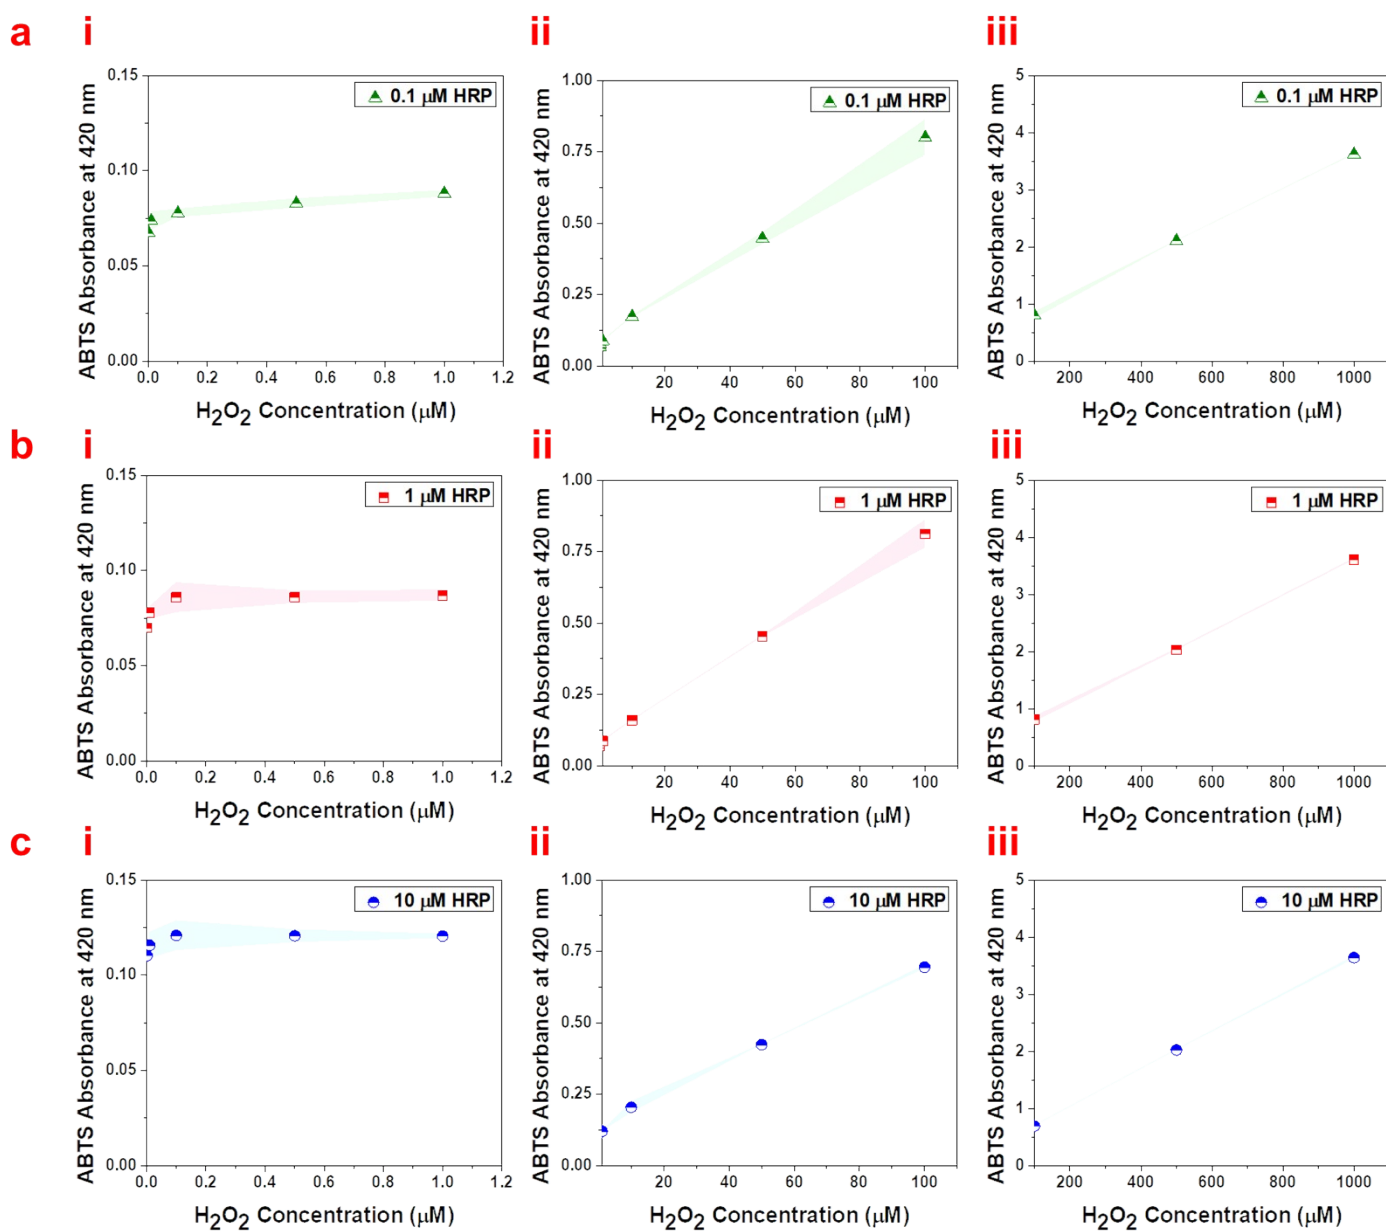 a i ii iii
0.15
0.10
0.05
0.00
ABTS Absorbance at 420 nm
0.1 μM HRP
0.0 0.2 0.4 0.6 0.8 1.0 1.2
H₂O₂ Concentration (μM)
1.00
0.75
0.50
0.25
0.00
ABTS Absorbance at 420 nm
0.1 μM HRP
20 40 60 80 100
H₂O₂ Concentration (μM)
5
4
3
2
1
0
ABTS Absorbance at 420 nm
0.1 μM HRP
200 400 600 800 1000
H₂O₂ Concentration (μM)
b i ii iii
0.15
0.10
0.05
0.00
ABTS Absorbance at 420 nm
1 μM HRP
0.0 0.2 0.4 0.6 0.8 1.0 1.2
H₂O₂ Concentration (μM)
1.00
0.75
0.50
0.25
0.00
ABTS Absorbance at 420 nm
1 μM HRP
0 20 40 60 80 100
H₂O₂ Concentration (μM)
5
4
3
2
1
0
ABTS Absorbance at 420 nm
1 μM HRP
200 400 600 800 1000
H₂O₂ Concentration (μM)
c i ii iii
0.15
0.10
0.05
0.00
ABTS Absorbance at 420 nm
10 μM HRP
0.0 0.2 0.4 0.6 0.8 1.0 1.2
H₂O₂ Concentration (μM)
1.00
0.75
0.50
0.25
0.00
ABTS Absorbance at 420 nm
10 μM HRP
20 40 60 80 100
H₂O₂ Concentration (μM)
5
4
3
2
1
0
ABTS Absorbance at 420 nm
10 μM HRP
200 400 600 800 1000
H₂O₂ Concentration (μM)